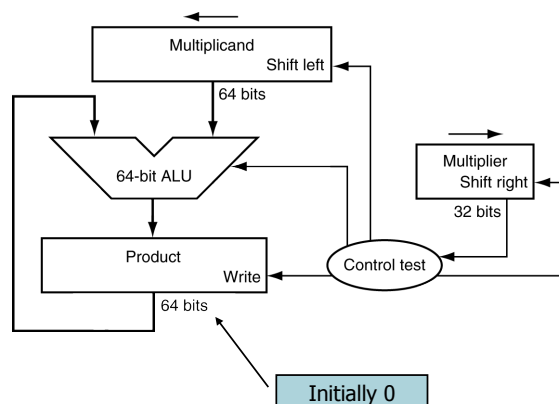 Multiplicand
Shift left
64 bits
64-bit ALU
Multiplier
Shift right
32 bits
Product
Write
Control test
64 bits
Initially 0